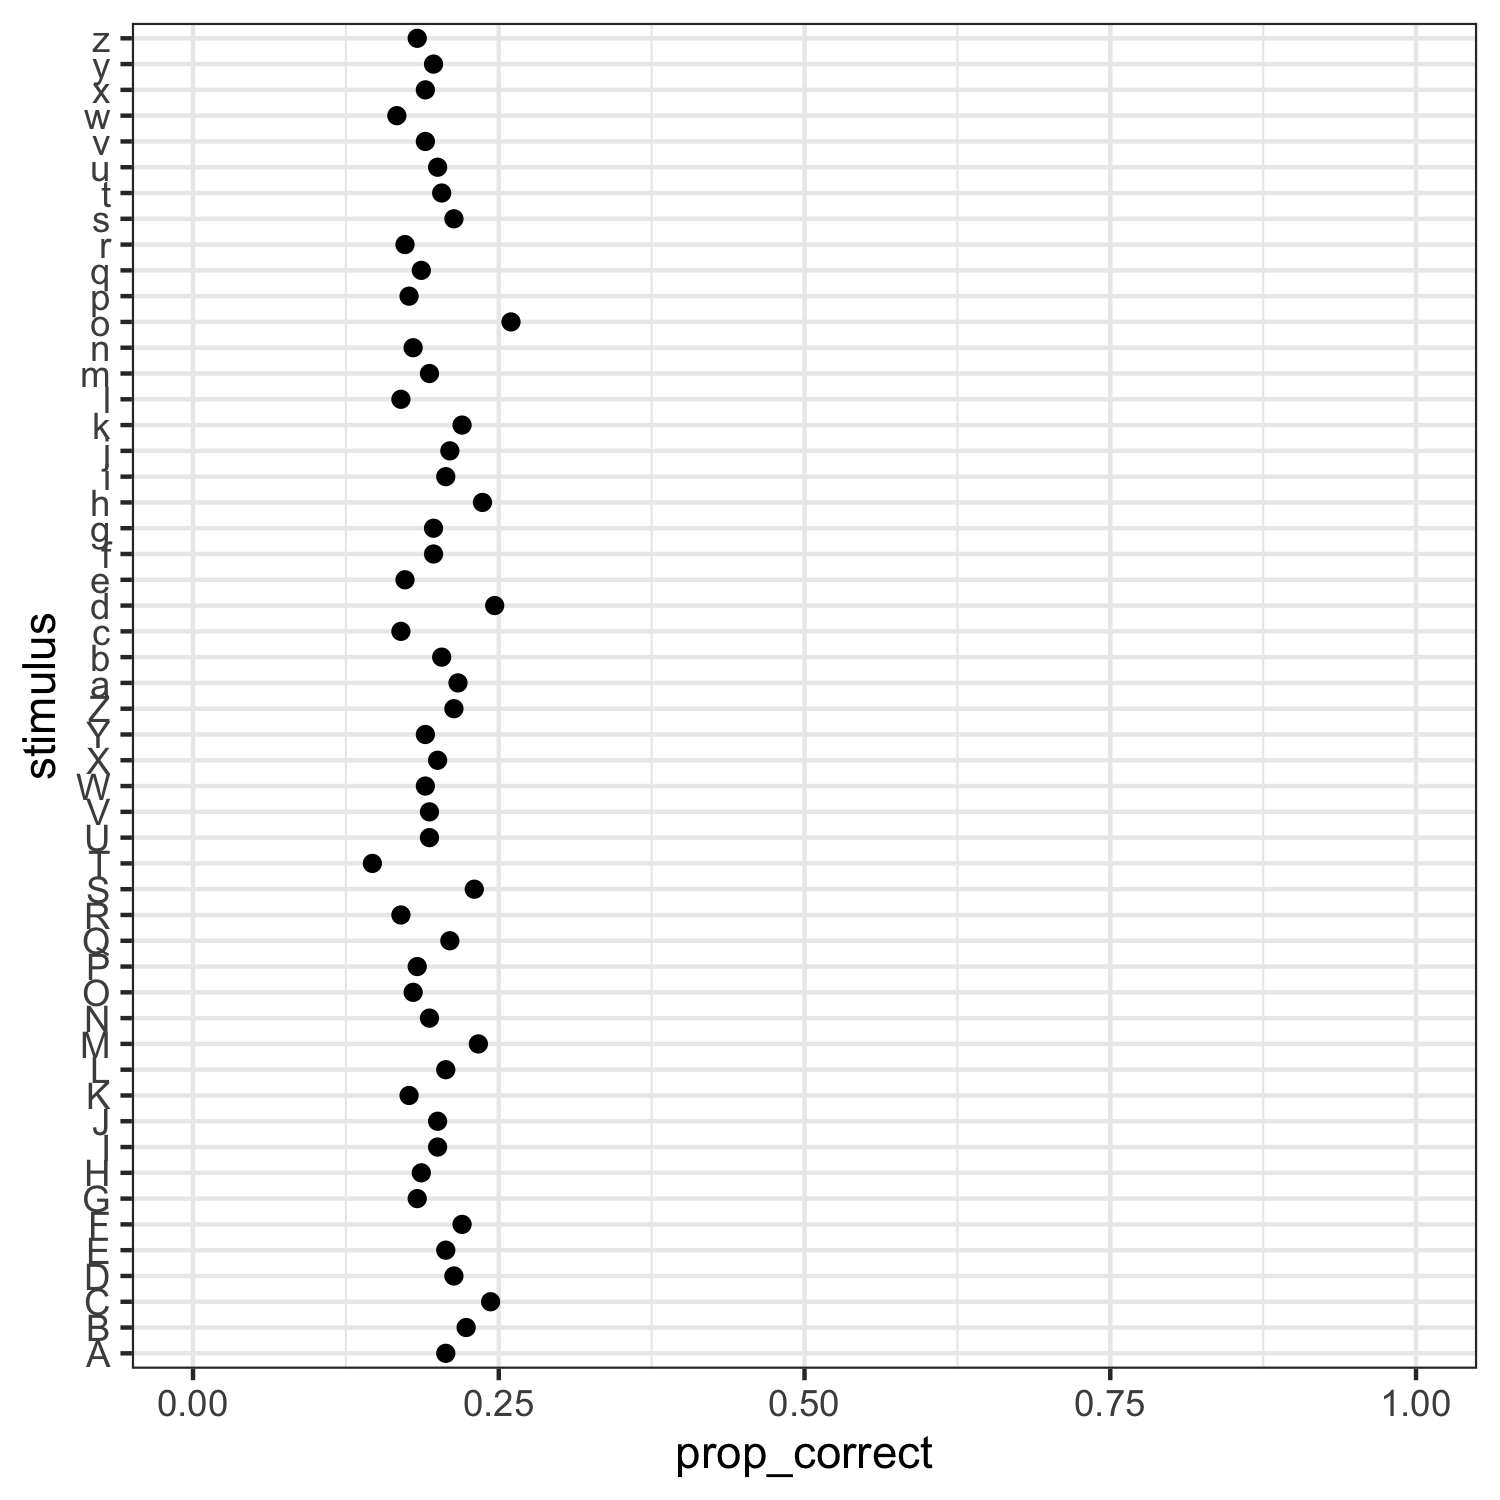 z
y
x
w
v
u
t
s
r
q
p
o
n
m
l
k
j
i
h
g
f
e
d
c
b
a
Z
Y
X
W
V
U
T
S
R
Q
P
O
N
M
L
K
J
I
H
G
F
E
D
C
B
A
stimulus
0.00 0.25 0.50 0.75 1.00
prop_correct